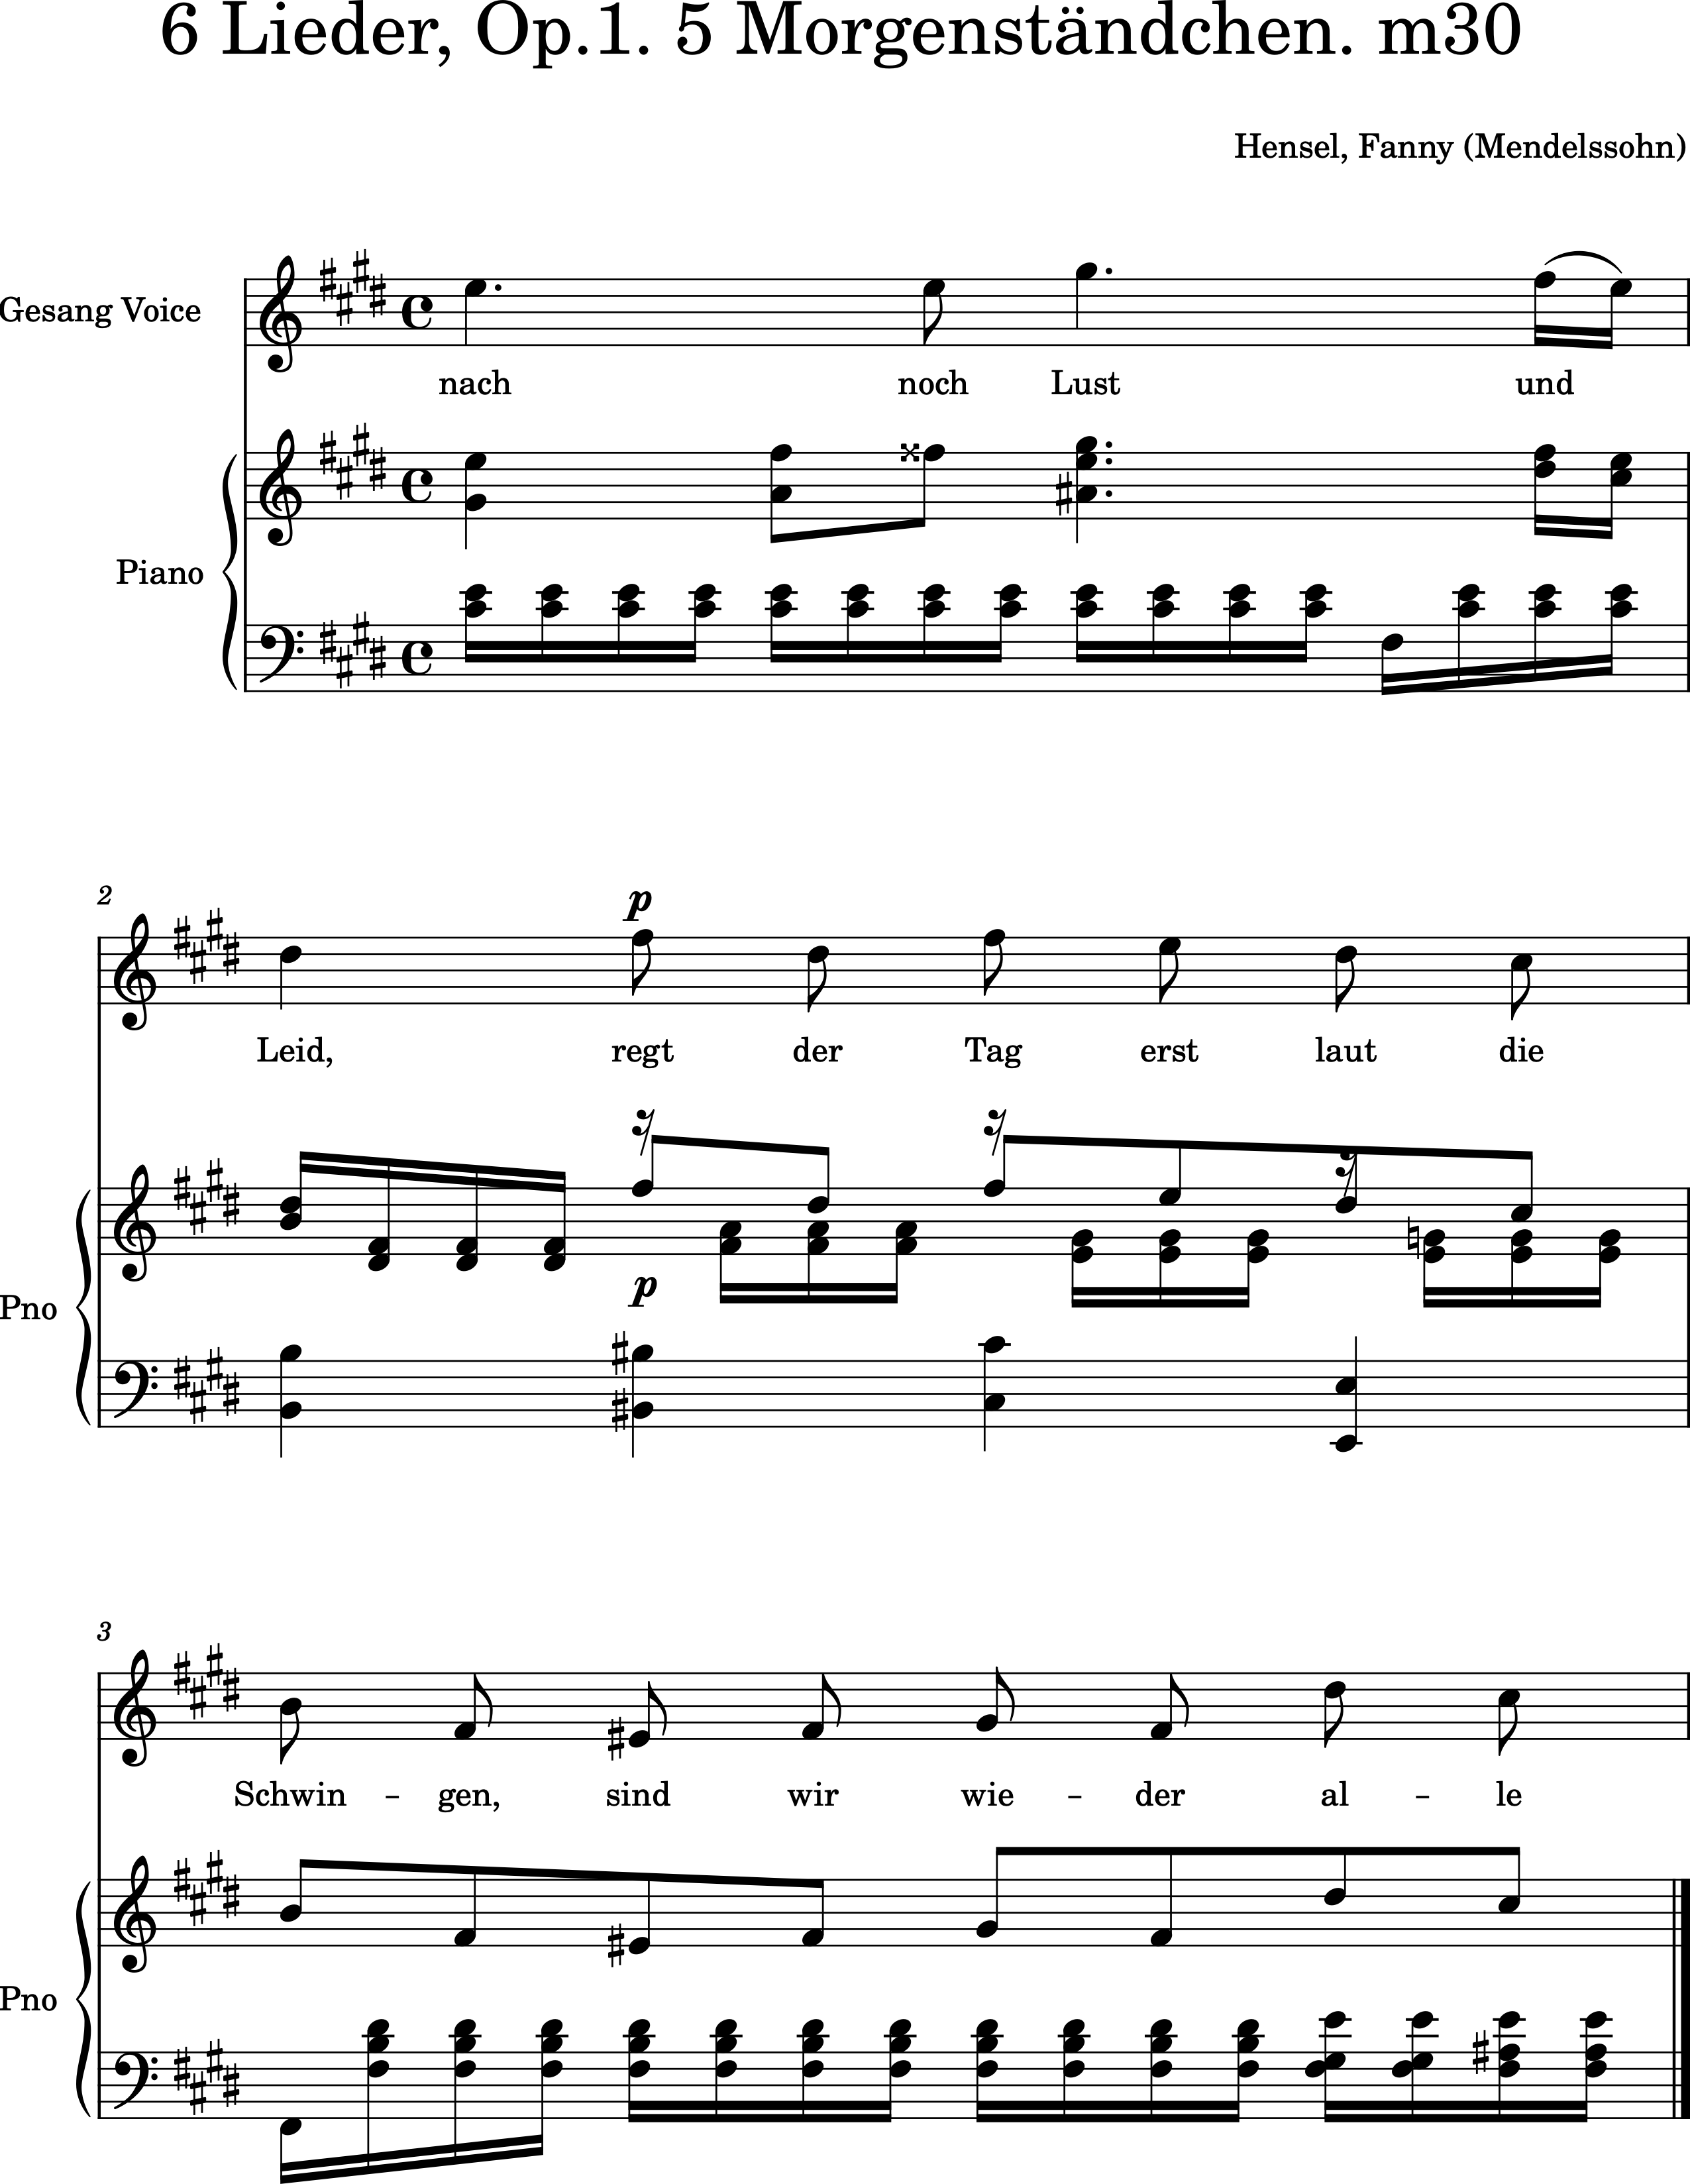 6 Lieder, Op.1. 5 Morgenständchen. m30
Hensel, Fanny (Mendelssohn)
Gesang Voice
nach noch Lust und
Piano
2
p
Leid, regt der Tag erst laut die
p
Pno
3
Schwin - gen, sind wir wie - der al - le
Pno